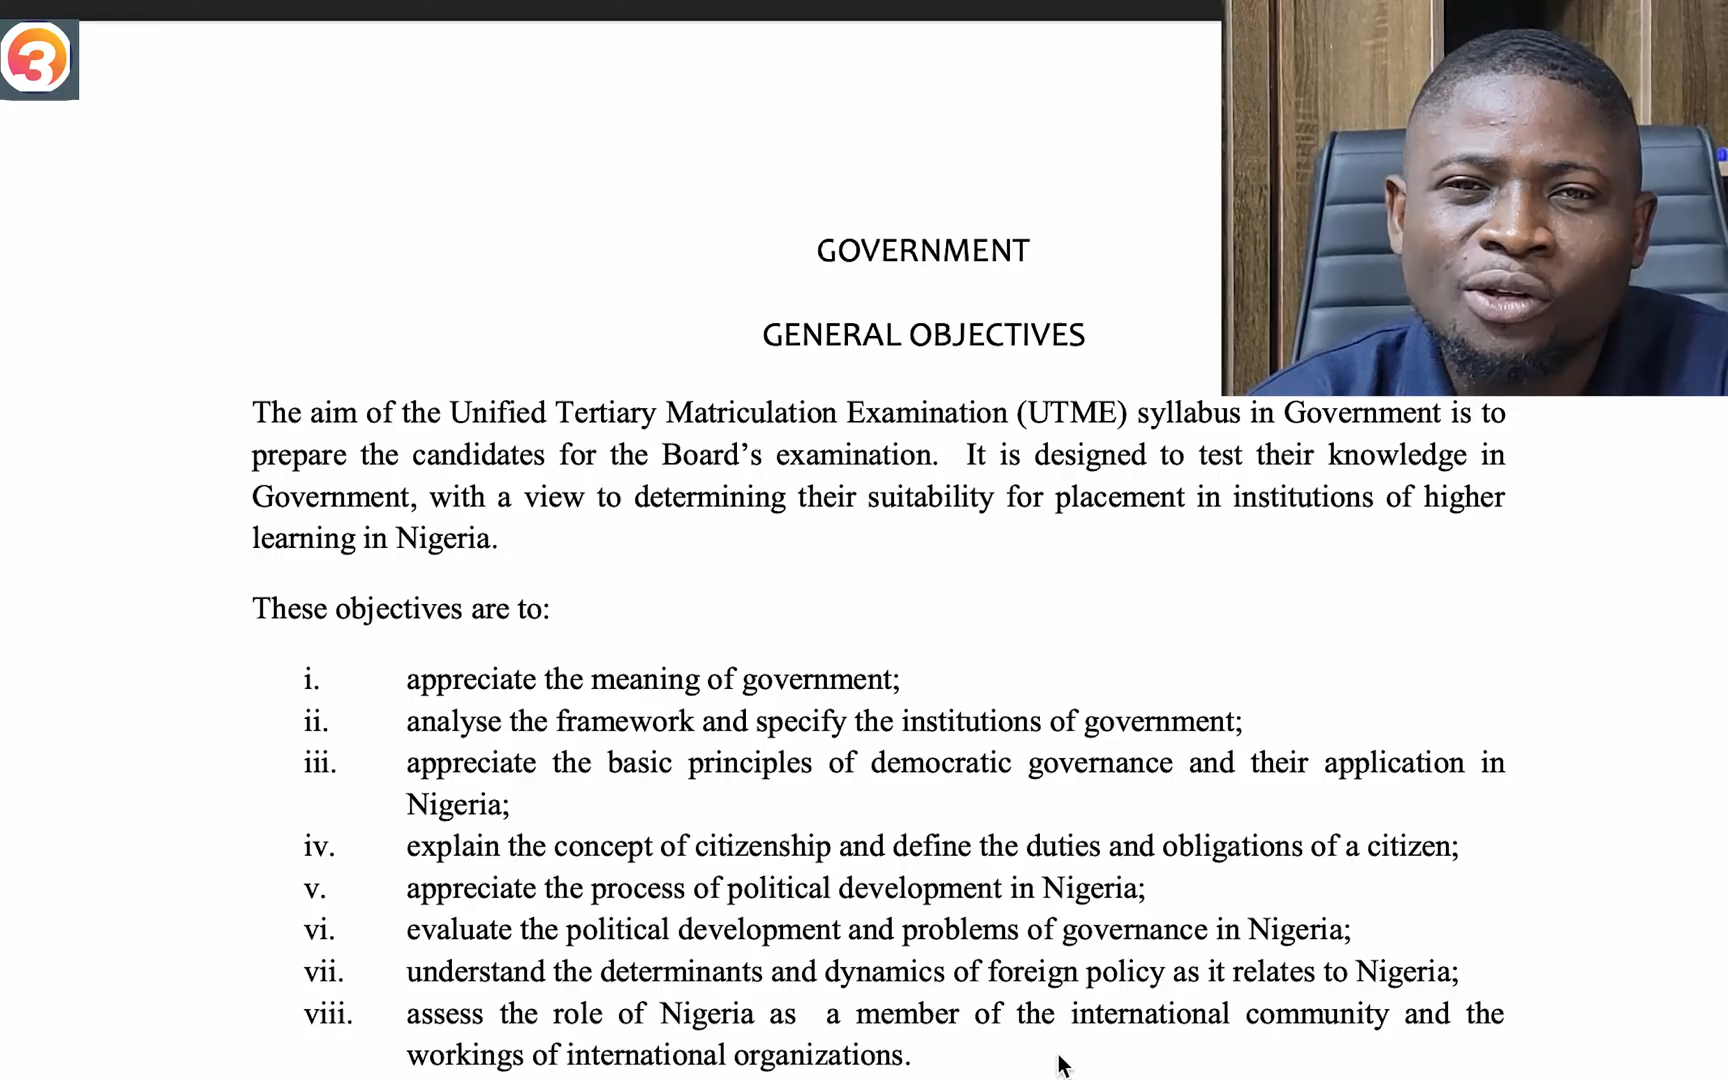 3
GOVERNMENT
GENERAL OBJECTIVES
The aim of the Unified Tertiary Matriculation Examination (UTME) syllabus in Government is to
prepare the candidates for the Board’s examination. It is designed to test their knowledge in
Government, with a view to determining their suitability for placement in institutions of higher
learning in Nigeria.
These objectives are to:
i. appreciate the meaning of government;
ii. analyse the framework and specify the institutions of government;
iii. appreciate the basic principles of democratic governance and their application in
Nigeria;
iv. explain the concept of citizenship and define the duties and obligations of a citizen;
v. appreciate the process of political development in Nigeria;
vi. evaluate the political development and problems of governance in Nigeria;
vii. understand the determinants and dynamics of foreign policy as it relates to Nigeria;
viii. assess the role of Nigeria as a member of the international community and the
workings of international organizations.